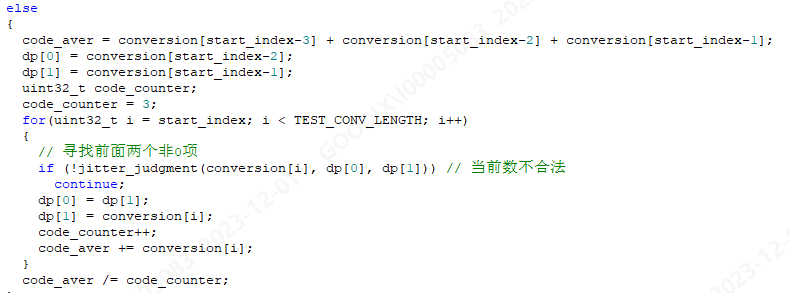 else
{
code_aver = conversion[start_index-3] + conversion[start_index-2] + conversion[start_index-1];
dp[0] = conversion[start_index-2];
dp[1] = conversion[start_index-1];
uint32_t code_counter;
code_counter = 3;
for(uint32_t i = start_index; i < TEST_CONV_LENGTH; i++)
{
// 寻找前面两个非0项
if (!jitter_judgment(conversion[i], dp[0], dp[1])) // 当前数不合法
continue;
dp[0] = dp[1];
dp[1] = conversion[i];
code_counter++;
code_aver += conversion[i];
}
code_aver /= code_counter;